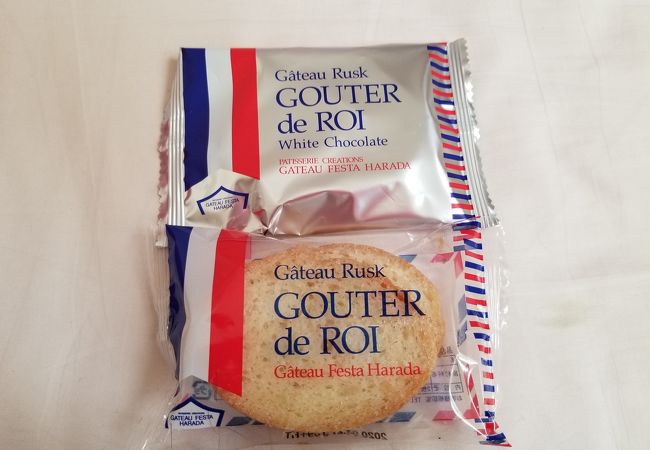 Gâteau Rusk
GOUTER
de ROI
White Chocolate
PATISSERIE CREATIONS
GATEAU FESTA HARADA
GATEAU FESTA
HARADA
Gâteau Rusk
GOUTER
de ROI
Gâteau Festa Harada
GATEAU FESTA
HARADA